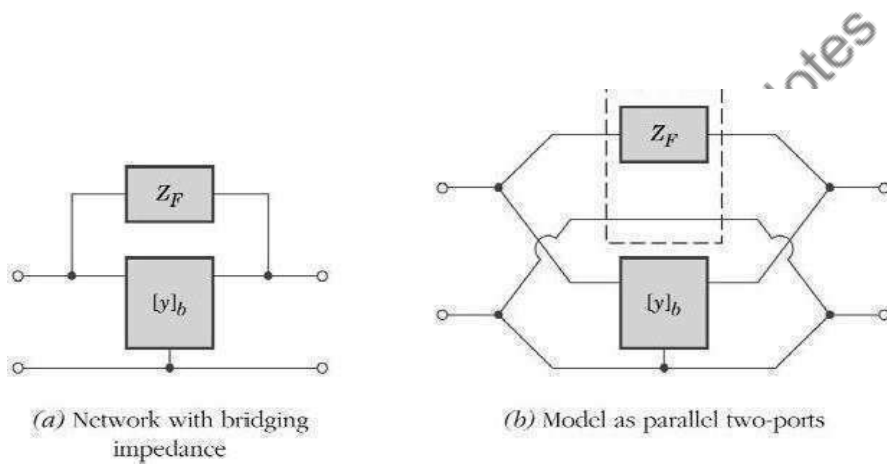 Z_F
[y]_b
(a) Network with bridging
impedance
Z_F
[y]_b
(b) Model as parallel two-ports